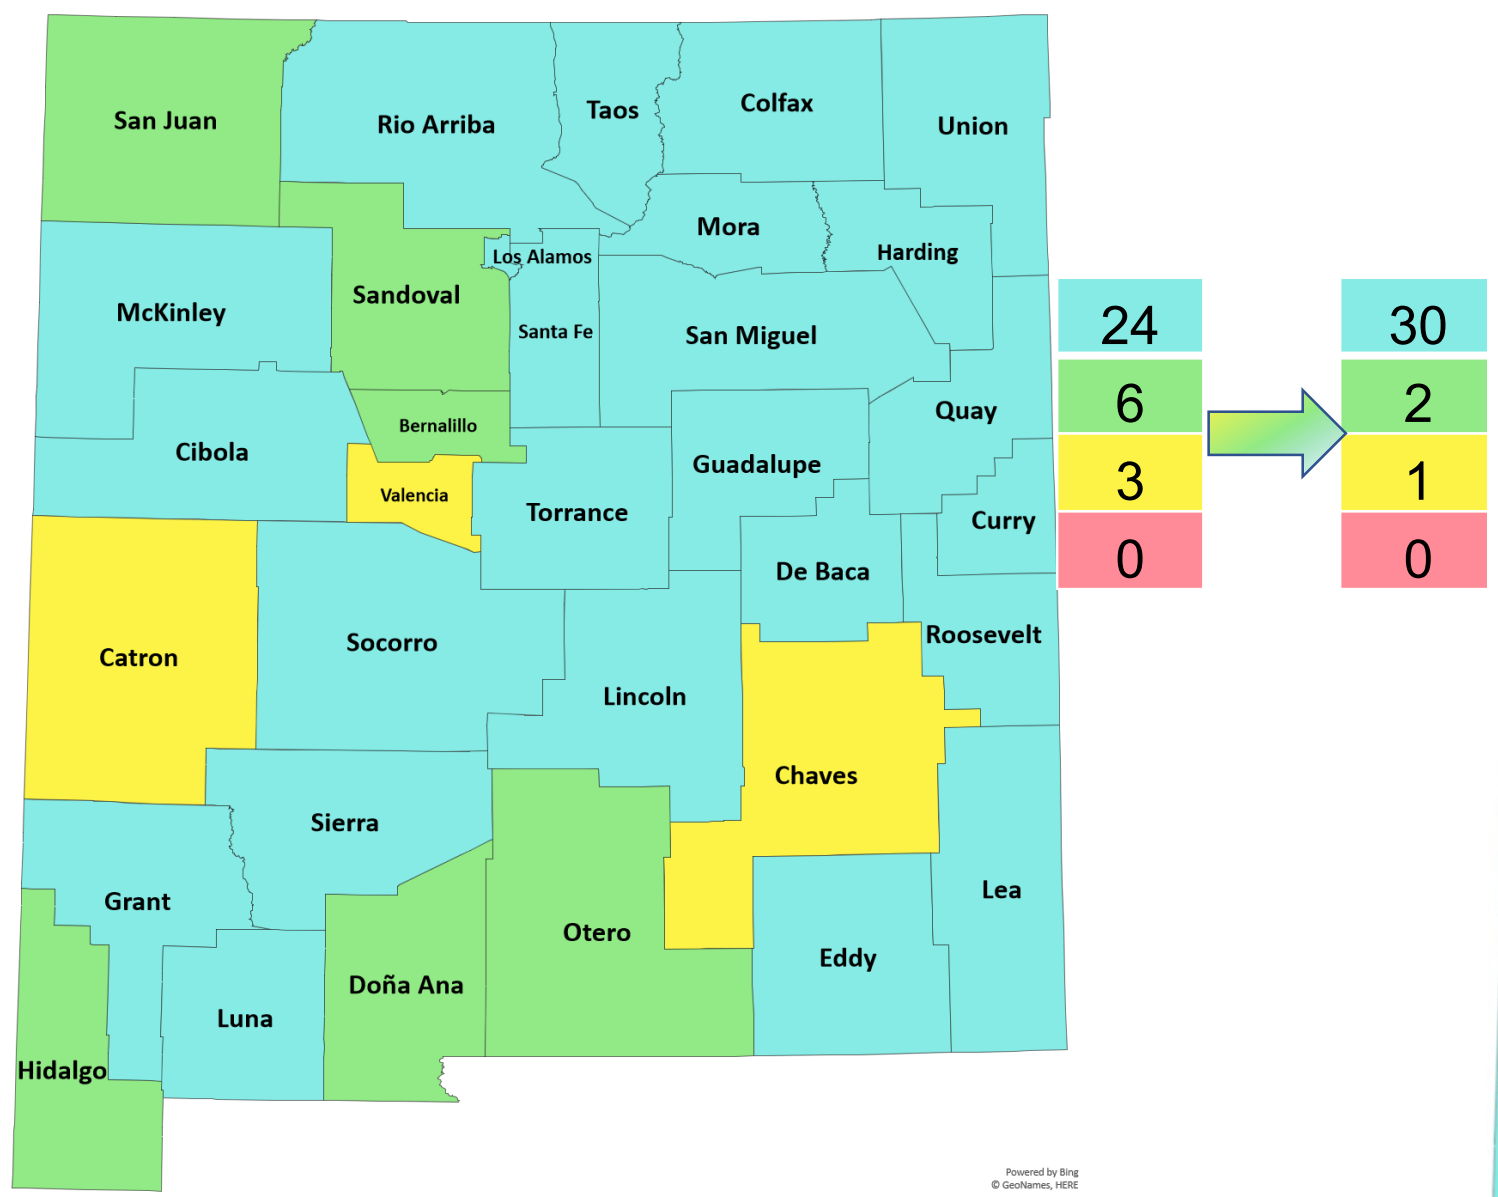 San Juan
Rio Arriba
Taos
Colfax
Union
Mora
Harding
Los Alamos
McKinley
Sandoval
Santa Fe
San Miguel
24
30
6
2
3
1
0
0
Quay
Bernalillo
Cibola
Guadalupe
Valencia
Torrance
Curry
De Baca
Roosevelt
Catron
Socorro
Lincoln
Chaves
Sierra
Grant
Lea
Otero
Eddy
Doña Ana
Luna
Hidalgo
Powered by Bing
© GeoNames, HERE